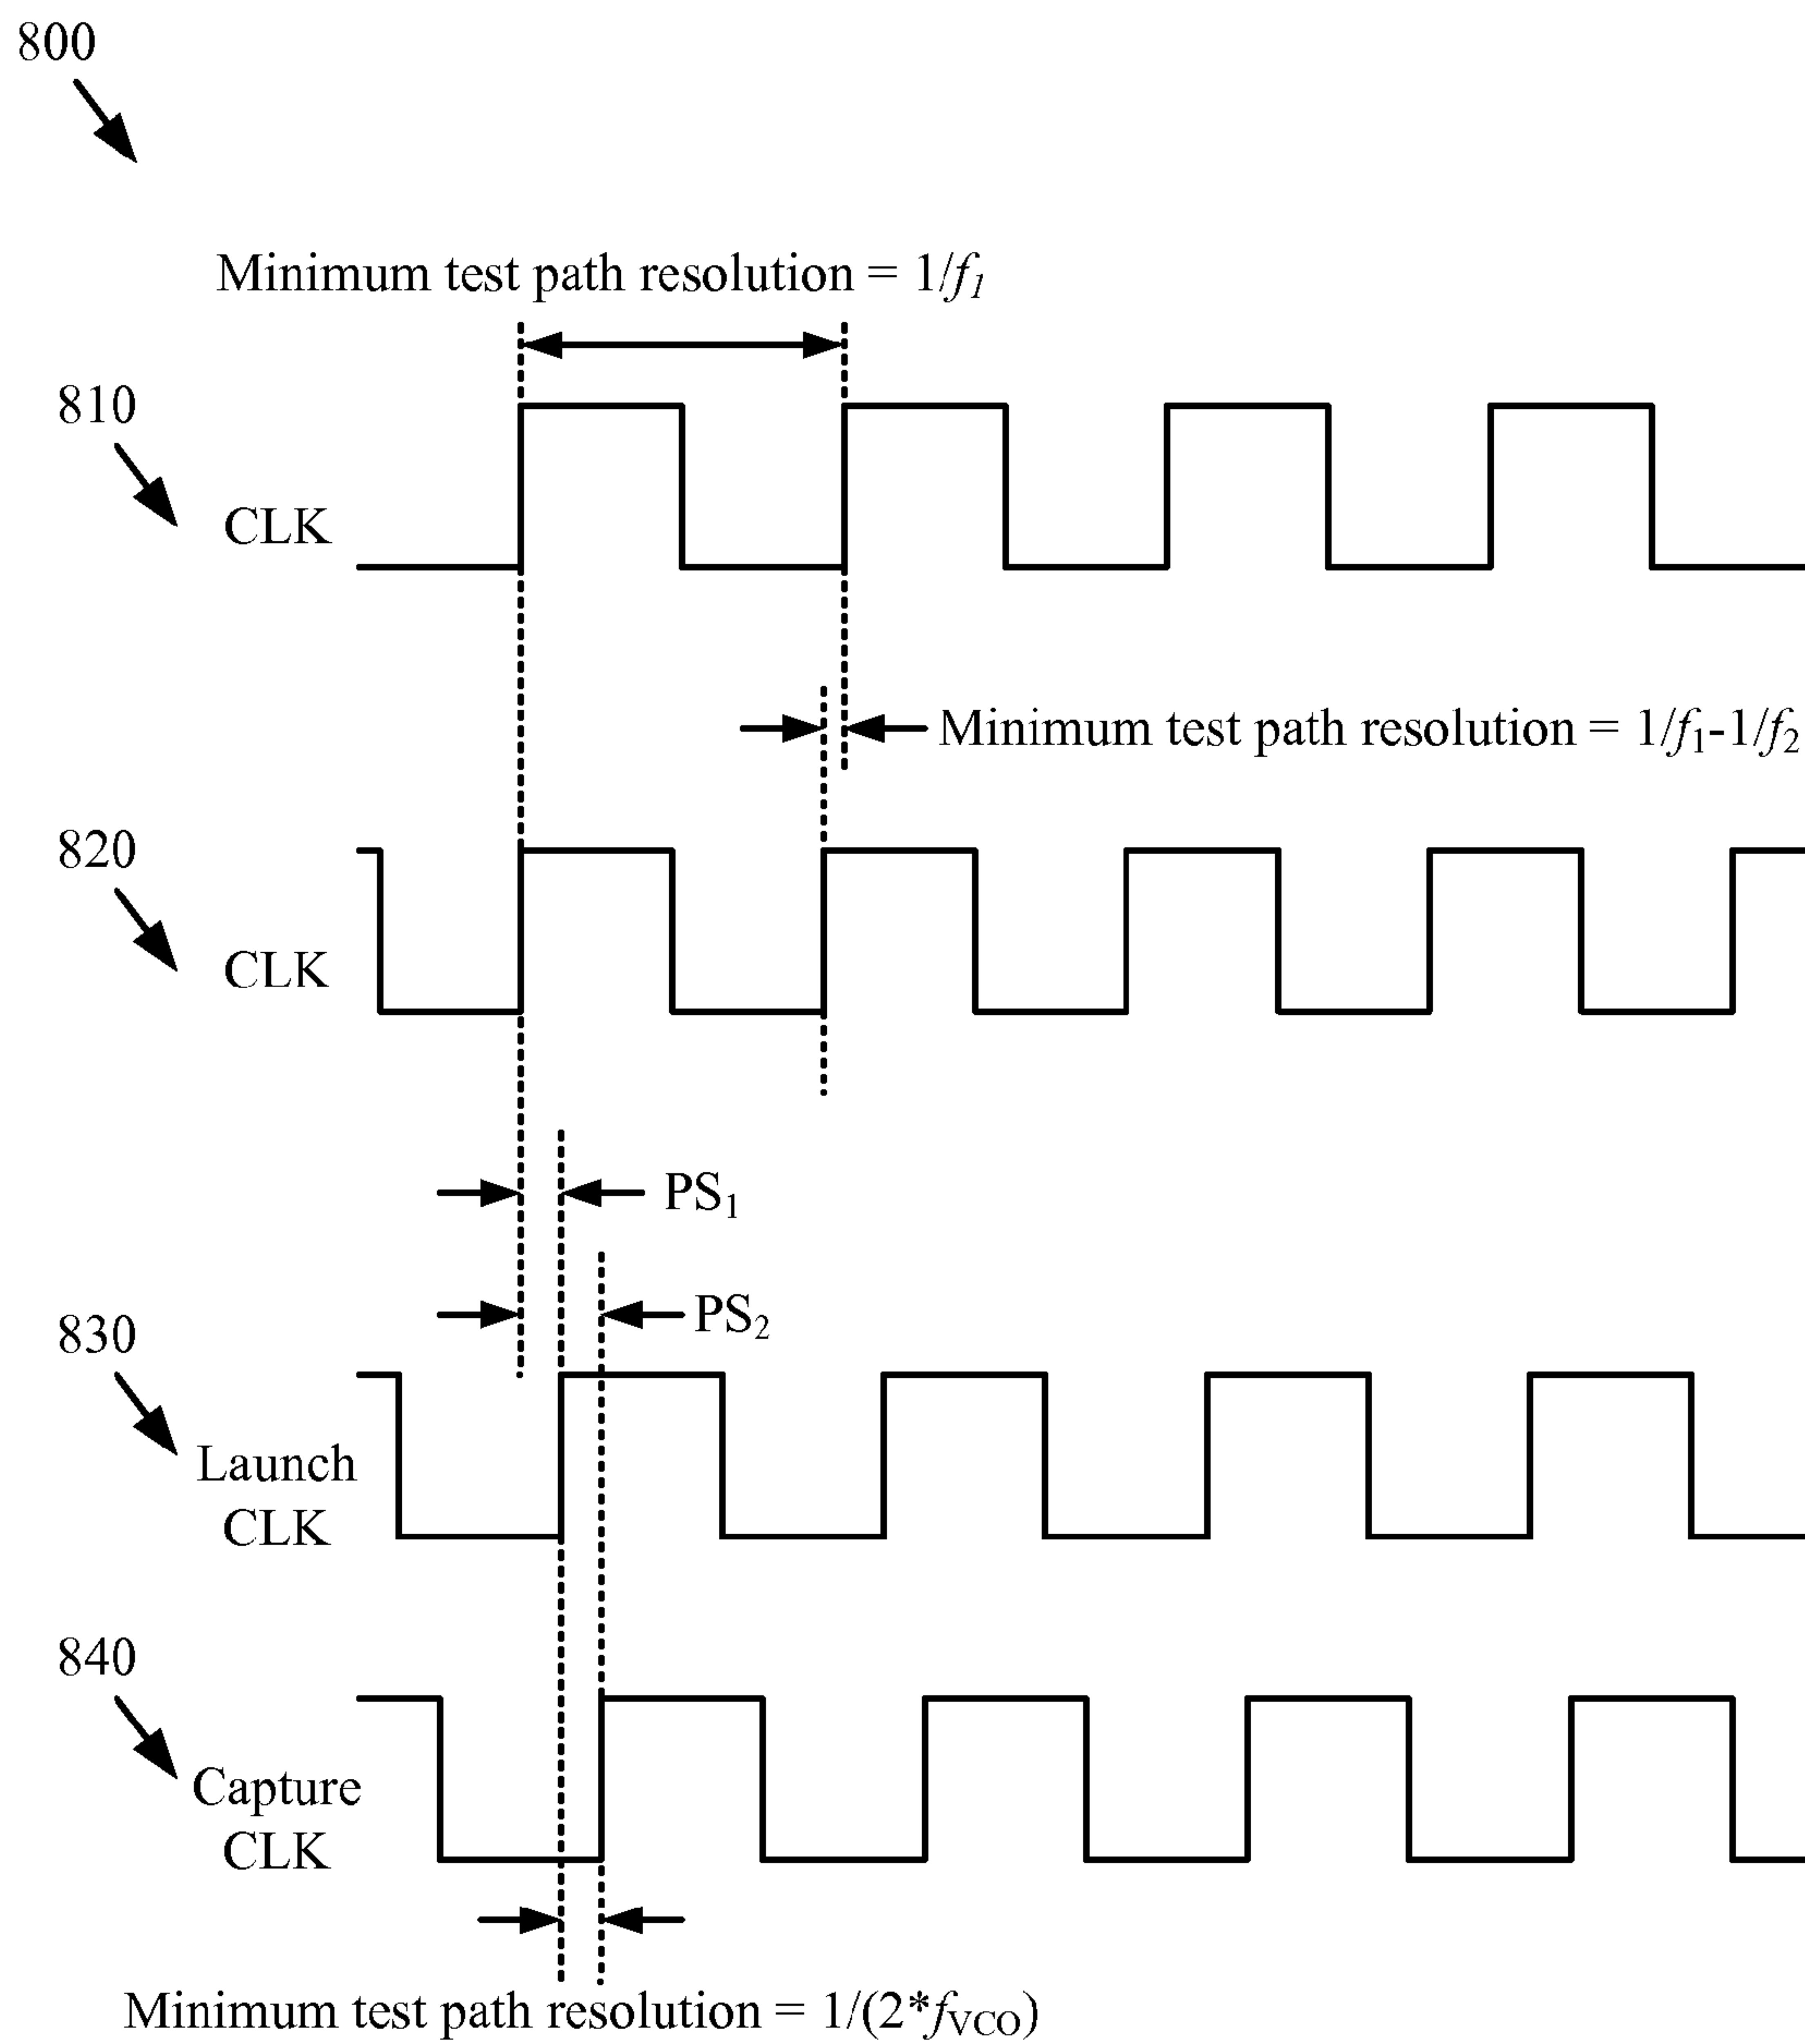 800
Minimum test path resolution = 1/f1
810
CLK
Minimum test path resolution = 1/f1-1/f2
820
CLK
PS1
PS2
830
Launch
CLK
840
Capture
CLK
Minimum test path resolution = 1/(2*fVCO)